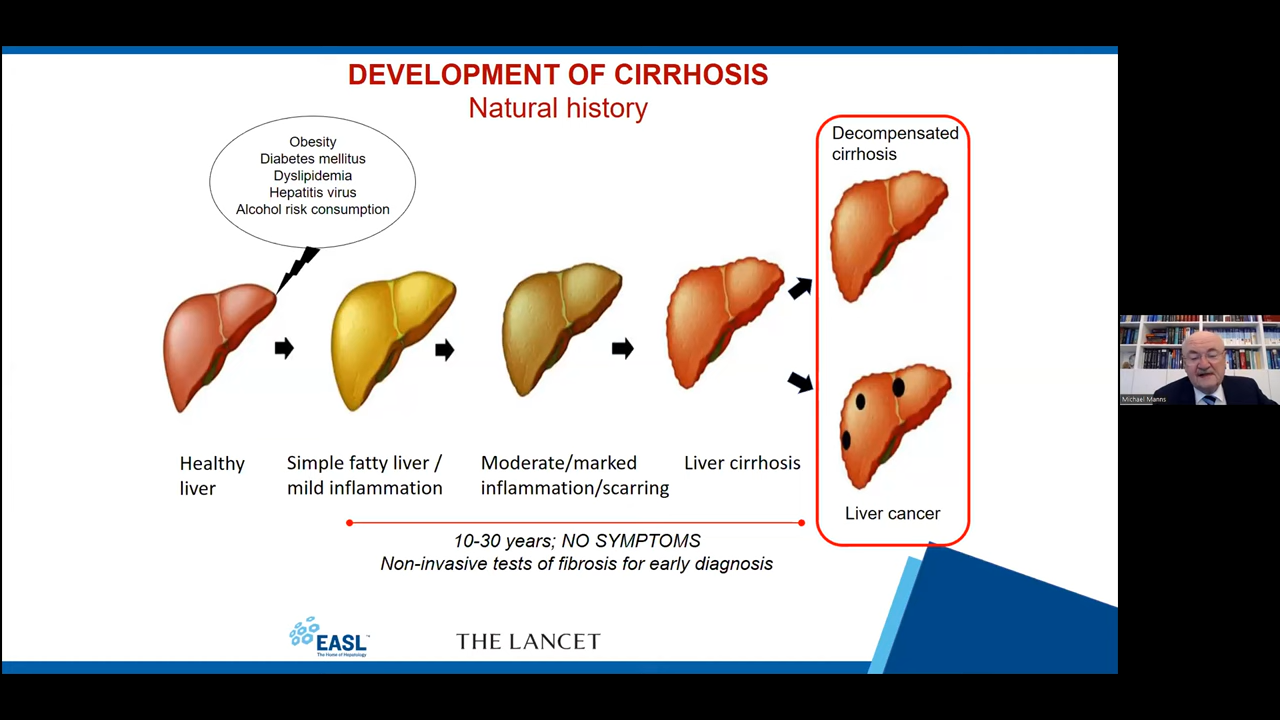 DEVELOPMENT OF CIRRHOSIS
Natural history
Obesity
Diabetes mellitus
Dyslipidemia
Hepatitis virus
Alcohol risk consumption
Decompensated
cirrhosis
Healthy
liver
Simple fatty liver /
mild inflammation
Moderate/marked
inflammation/scarring
Liver cirrhosis
Liver cancer
10-30 years; NO SYMPTOMS
Non-invasive tests of fibrosis for early diagnosis
EASL™
The Home of Hepatology
THE LANCET
Michael Manns